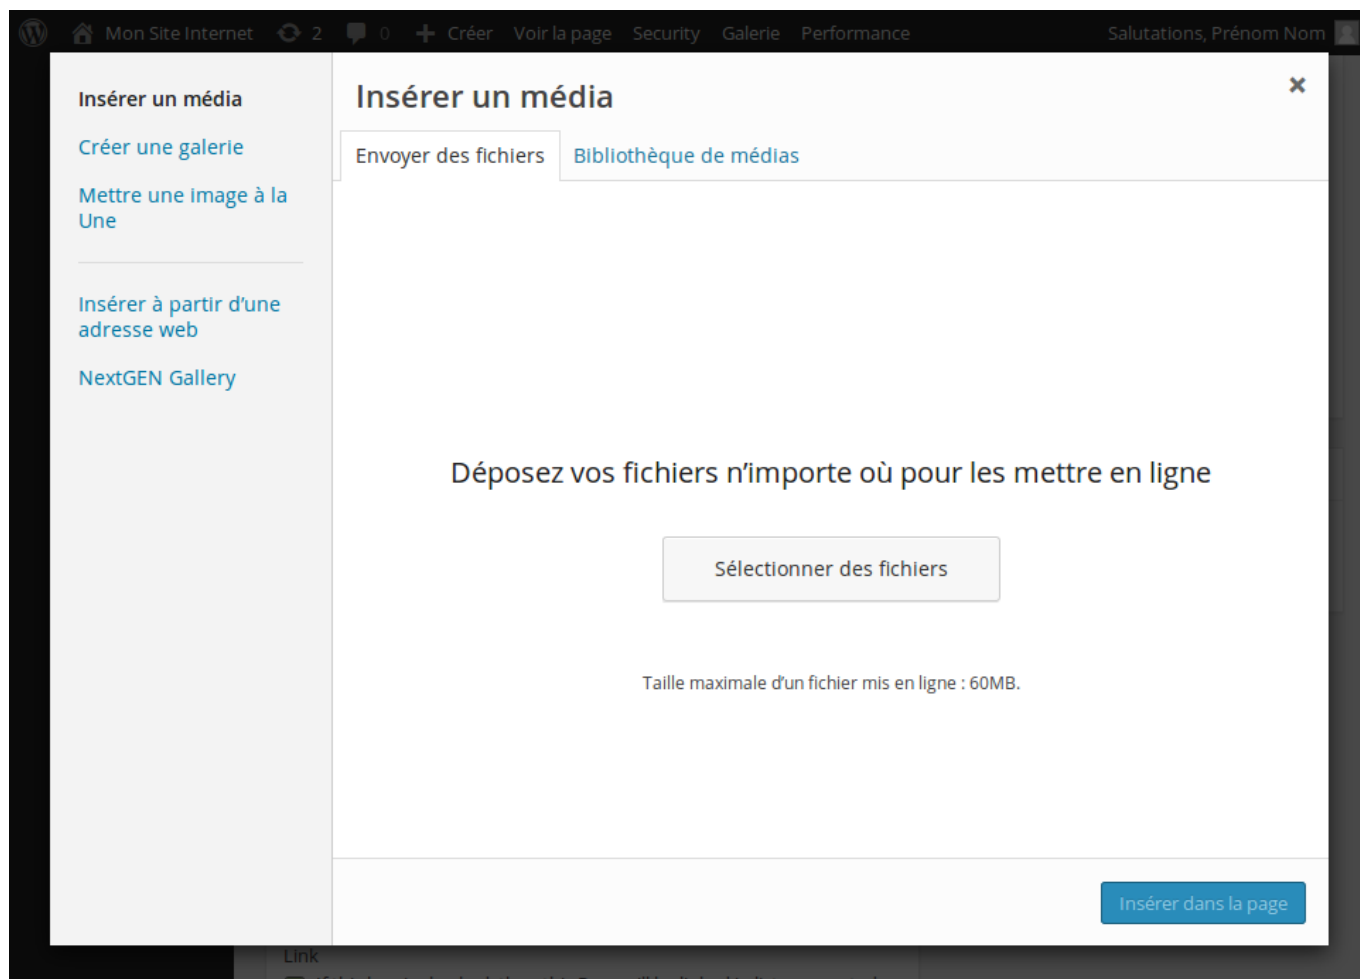 Mon Site Internet 2 0 Créer Voir la page Security Galerie Performance Salutations, Prénom Nom
Insérer un média
Créer une galerie
Mettre une image à la
Une
Insérer à partir d’une
adresse web
NextGEN Gallery
Insérer un média
Envoyer des fichiers Bibliothèque de médias
Déposez vos fichiers n’importe où pour les mettre en ligne
Sélectionner des fichiers
Taille maximale d’un fichier mis en ligne : 60MB.
Insérer dans la page
Link